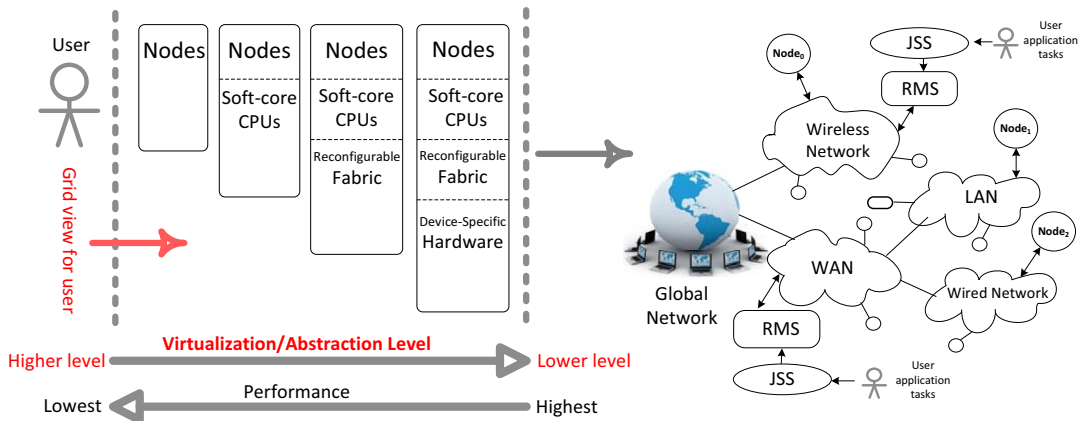 User
Grid view for user
Nodes
Nodes
Soft-core
CPUs
Nodes
Soft-core
CPUs
Reconfigurable
Fabric
Nodes
Soft-core
CPUs
Reconfigurable
Fabric
Device-Specific
Hardware
Higher level
Virtualization/Abstraction Level
Lower level
Lowest
Performance
Highest
Global
Network
Node0
JSS
User
application
tasks
RMS
Wireless
Network
Node1
LAN
Node2
WAN
Wired Network
RMS
JSS
User
application
tasks